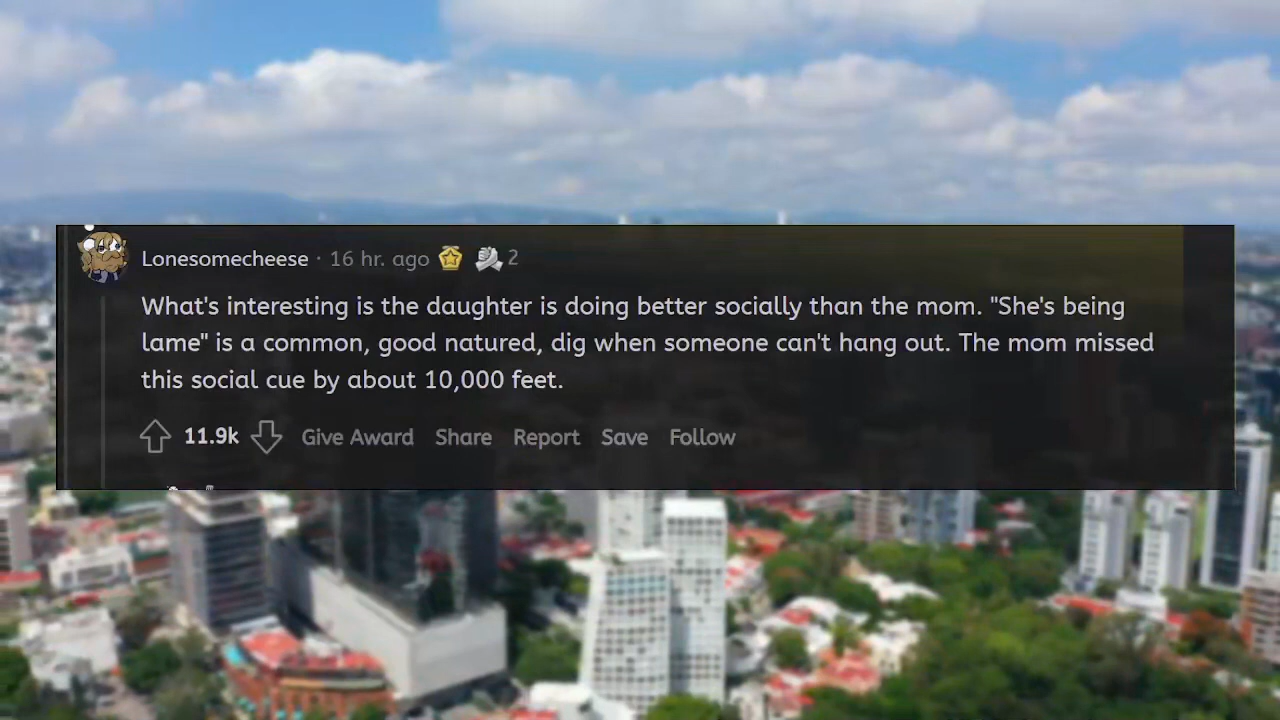 Lonesomecheese · 16 hr. ago 2
What's interesting is the daughter is doing better socially than the mom. "She's being
lame" is a common, good natured, dig when someone can't hang out. The mom missed
this social cue by about 10,000 feet.
11.9k Give Award Share Report Save Follow